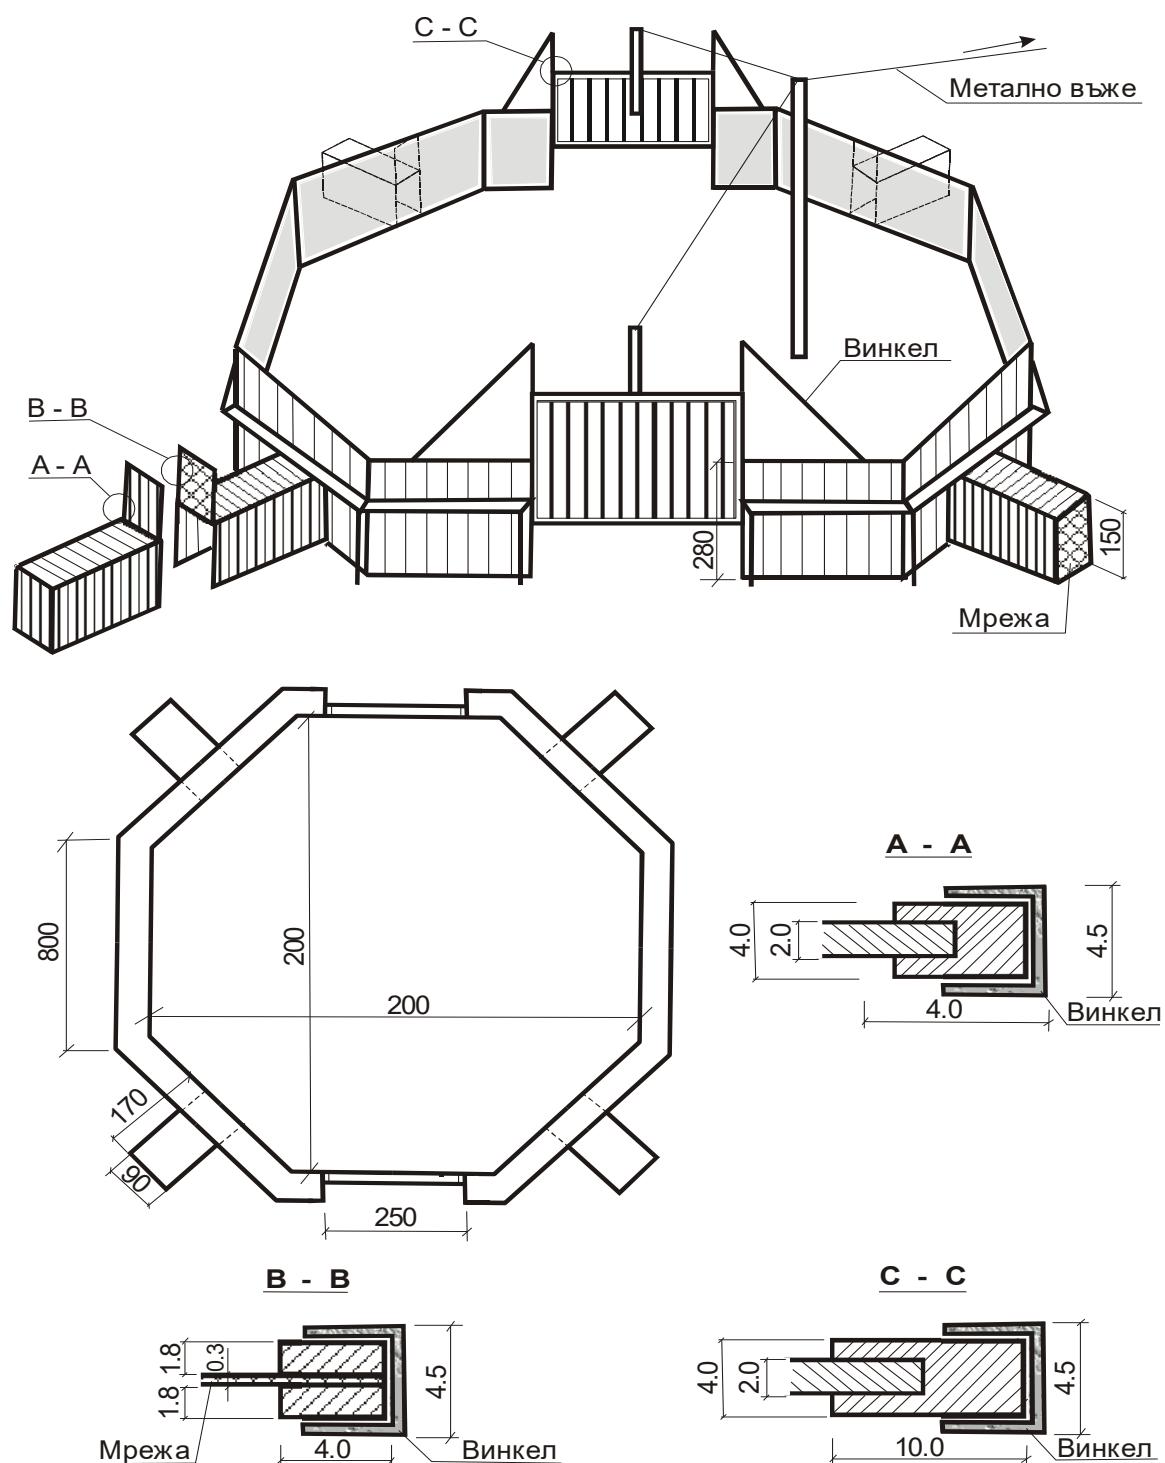 C - C
Метално въже
Винкел
B - B
A - A
280
150
Мрежа
800
200
200
170
90
250
A - A
4.0
2.0
4.5
4.0
Винкел
B - B
1.8
0.3
1.8
4.5
Мрежа
4.0
Винкел
C - C
4.0
2.0
4.5
10.0
Винкел